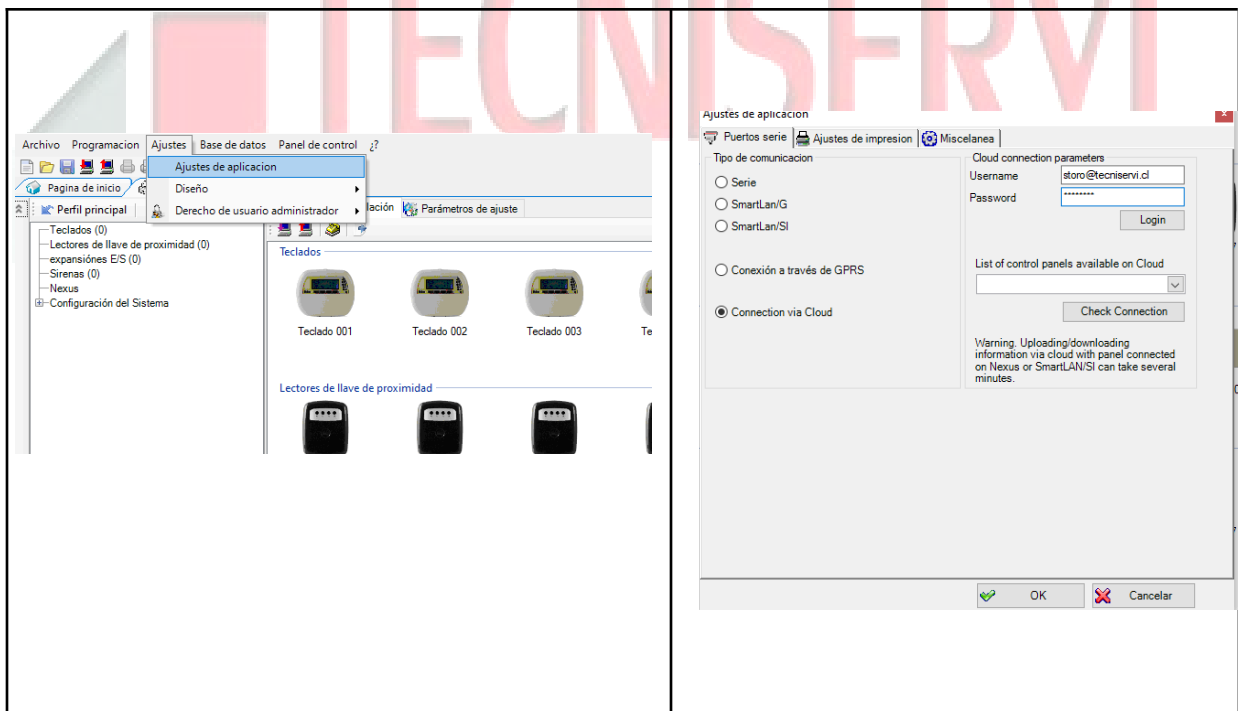 TECNISERVI
Archivo Programacion Ajustes Base de datos Panel de control ¿?
Ajustes de aplicacion
Pagina de inicio
Diseño
Perfil principal
Derecho de usuario administrador
Parámetros de ajuste
Teclados (0)
Lectores de llave de proximidad (0)
expansiónes E/S (0)
Sirenas (0)
Nexus
Configuración del Sistema
Teclados
Teclado 001 Teclado 002 Teclado 003 Te
Lectores de llave de proximidad
Ajustes de aplicacion
Puertos serie Ajustes de impresion Miscelanea
Tipo de comunicacion
Serie
SmartLan/G
SmartLan/SI
Conexión a través de GPRS
Connection via Cloud
Cloud connection parameters
Username storo@tecniservi.cl
Password ********
Login
List of control panels available on Cloud
Check Connection
Warning. Uploading/downloading
information via cloud with panel connected
on Nexus or SmartLAN/SI can take several
minutes.
OK Cancelar